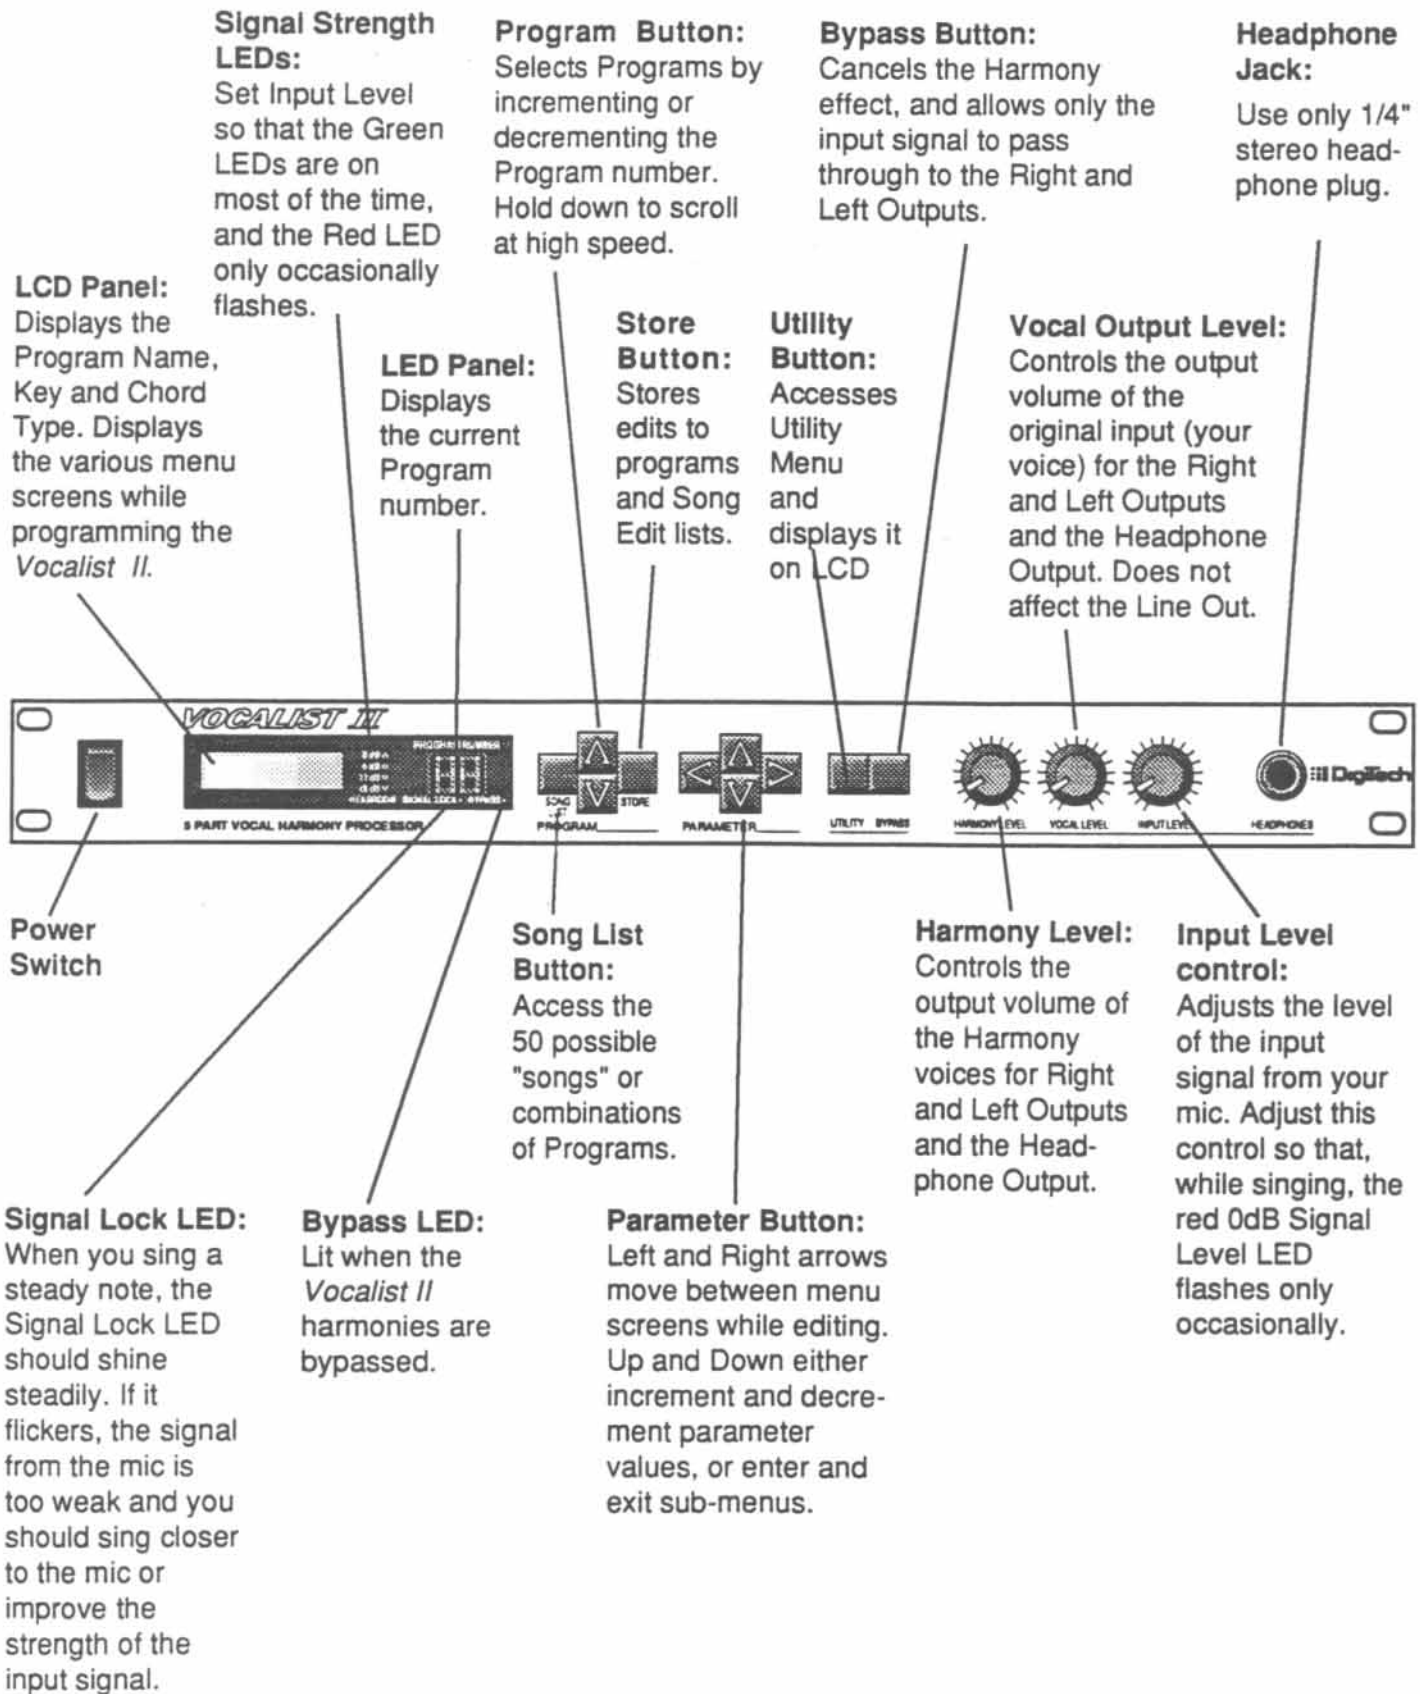 Signal Strength
LEDs:
Set Input Level
so that the Green
LEDs are on
most of the time,
and the Red LED
only occasionally
flashes.
Program Button:
Selects Programs by
incrementing or
decrementing the
Program number.
Hold down to scroll
at high speed.
Bypass Button:
Cancels the Harmony
effect, and allows only the
input signal to pass
through to the Right and
Left Outputs.
Headphone
Jack:
Use only 1/4"
stereo head-
phone plug.
LCD Panel:
Displays the
Program Name,
Key and Chord
Type. Displays
the various menu
screens while
programming the
Vocalist II.
LED Panel:
Displays
the current
Program
number.
Store
Button:
Stores
edits to
programs
and Song
Edit lists.
Utility
Button:
Accesses
Utility
Menu
and
displays it
on LCD
Vocal Output Level:
Controls the output
volume of the
original input (your
voice) for the Right
and Left Outputs
and the Headphone
Output. Does not
affect the Line Out.
VOCALIST II
PROGRAM NUMBER
SIGNAL LOCK BYPASS
5 PART VOCAL HARMONY PROCESSOR
SONG
STORE
PROGRAM
PARAMETER
UTILITY BYPASS
HARMONY LEVEL
VOCAL LEVEL
INPUT LEVEL
HEADPHONES
DigiTech
Power
Switch
Song List
Button:
Access the
50 possible
"songs" or
combinations
of Programs.
Harmony Level:
Controls the
output volume of
the Harmony
voices for Right
and Left Outputs
and the Head-
phone Output.
Input Level
control:
Adjusts the level
of the input
signal from your
mic. Adjust this
control so that,
while singing, the
red 0dB Signal
Level LED
flashes only
occasionally.
Signal Lock LED:
When you sing a
steady note, the
Signal Lock LED
should shine
steadily. If it
flickers, the signal
from the mic is
too weak and you
should sing closer
to the mic or
improve the
strength of the
input signal.
Bypass LED:
Lit when the
Vocalist II
harmonies are
bypassed.
Parameter Button:
Left and Right arrows
move between menu
screens while editing.
Up and Down either
increment and decre-
ment parameter
values, or enter and
exit sub-menus.